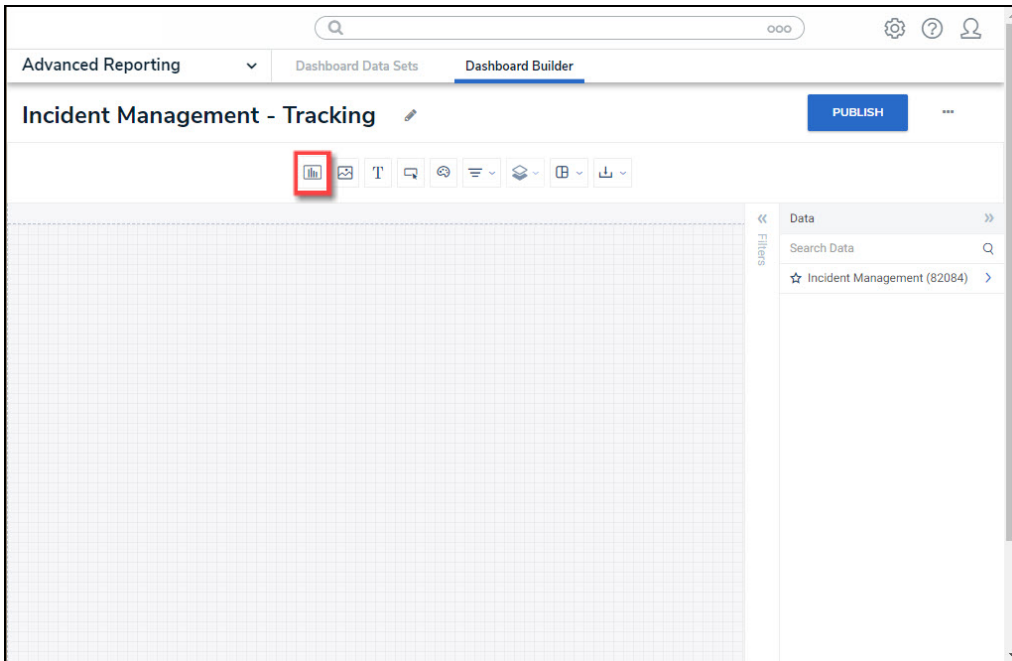 Advanced Reporting
Dashboard Data Sets
Dashboard Builder
Incident Management - Tracking
PUBLISH
T
Filters
Data
Search Data
Incident Management (82084)